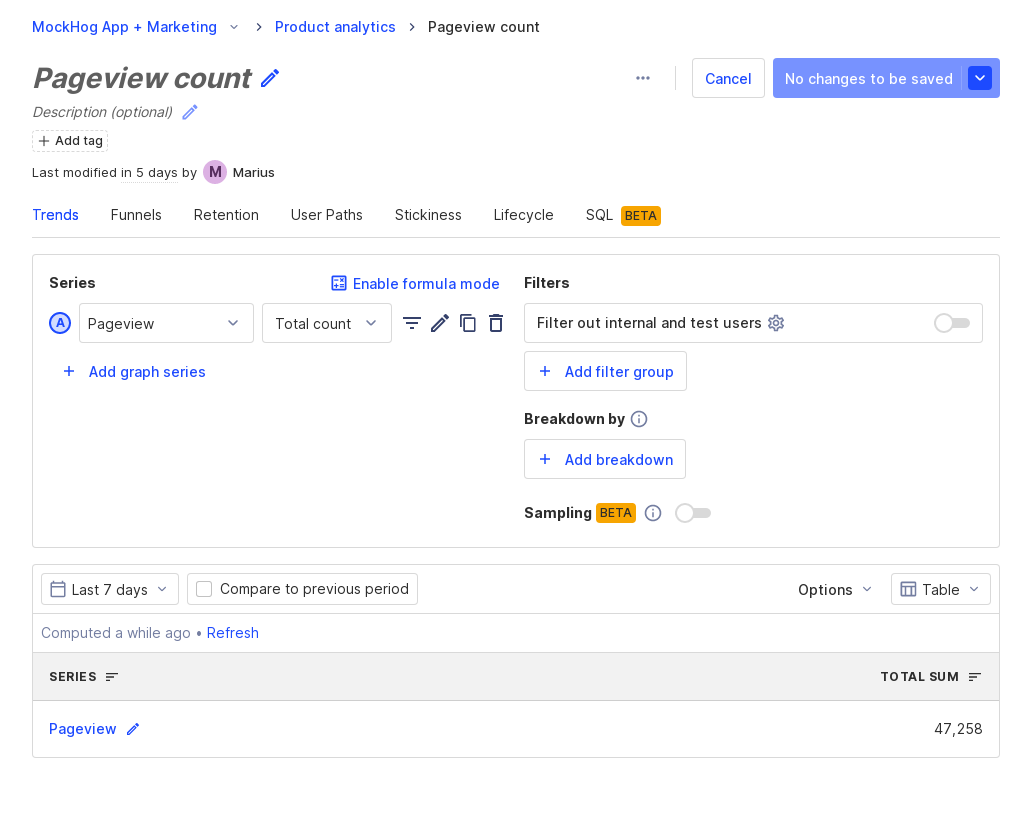 MockHog App + Marketing Product analytics Pageview count
Pageview count
Cancel No changes to be saved
Description (optional)
Add tag
Last modified in 5 days by M Marius
Trends Funnels Retention User Paths Stickiness Lifecycle SQL BETA
Series Enable formula mode
A Pageview Total count
Add graph series
Filters
Filter out internal and test users
Add filter group
Breakdown by
Add breakdown
Sampling BETA
Last 7 days Compare to previous period Options Table
Computed a while ago • Refresh
SERIES TOTAL SUM
Pageview 47,258